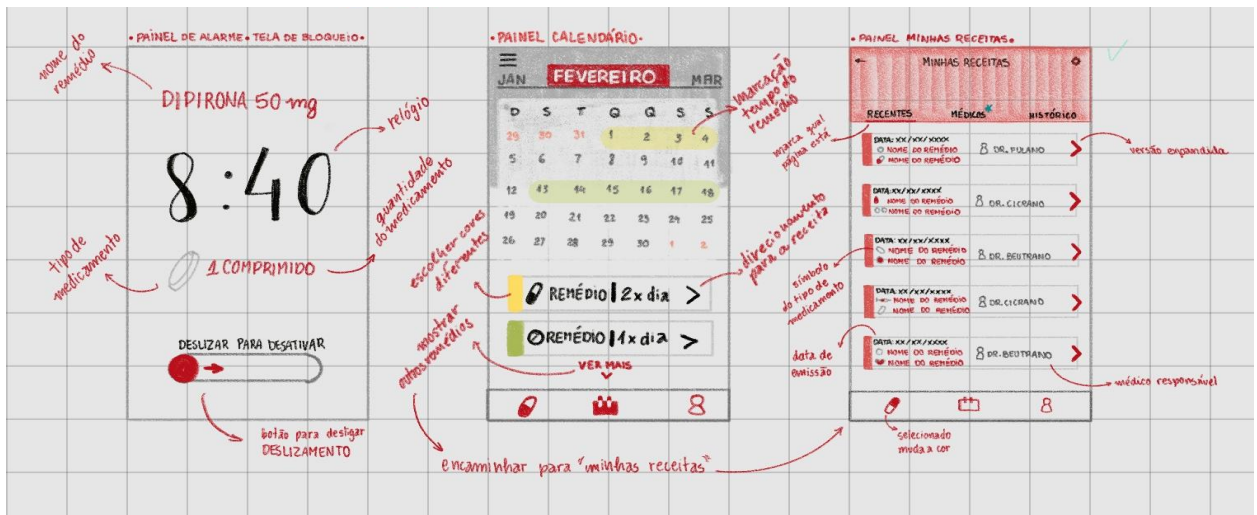 • PAINEL DE ALARME • TELA DE BLOQUEIO •
nome do
remédio
DIPIRONA 50 mg
relógio
8:40
quantidade
do medicamento
tipo de
medicamento
1 COMPRIMIDO
DESLIZAR PARA DESATIVAR
botão para desligar
DESLIZAMENTO
• PAINEL CALENDÁRIO •
JAN FEVEREIRO MAR
D S T Q Q S S
29 30 31 1 2 3 4
5 6 7 8 9 10 11
12 13 14 15 16 17 18
19 20 21 22 23 24 25
26 27 28 29 30 1 2
marcação
tempo do
remédio
escolher cores
diferentes
direcionamento
para a receita
REMÉDIO | 2x dia >
REMÉDIO | 1x dia >
VER MAIS
mostrar
outros remédios
encaminhar para "minhas receitas"
• PAINEL MINHAS RECEITAS •
MINHAS RECEITAS
RECENTES MÉDICOS HISTÓRICO
marca qual
página está
DATA: XX/XX/XXXX
NOME DO REMÉDIO
NOME DO REMÉDIO
DR. FULANO
versão expandida
DATA: XX/XX/XXXX
NOME DO REMÉDIO
NOME DO REMÉDIO
DR. CICRANO
DATA: XX/XX/XXXX
NOME DO REMÉDIO
NOME DO REMÉDIO
DR. BEUTRANO
símbolo
do tipo de
medicamento
DATA: XX/XX/XXXX
NOME DO REMÉDIO
NOME DO REMÉDIO
DR. CICRANO
DATA: XX/XX/XXXX
NOME DO REMÉDIO
NOME DO REMÉDIO
DR. BEUTRANO
data de
emissão
médico responsável
selecionado
muda a cor